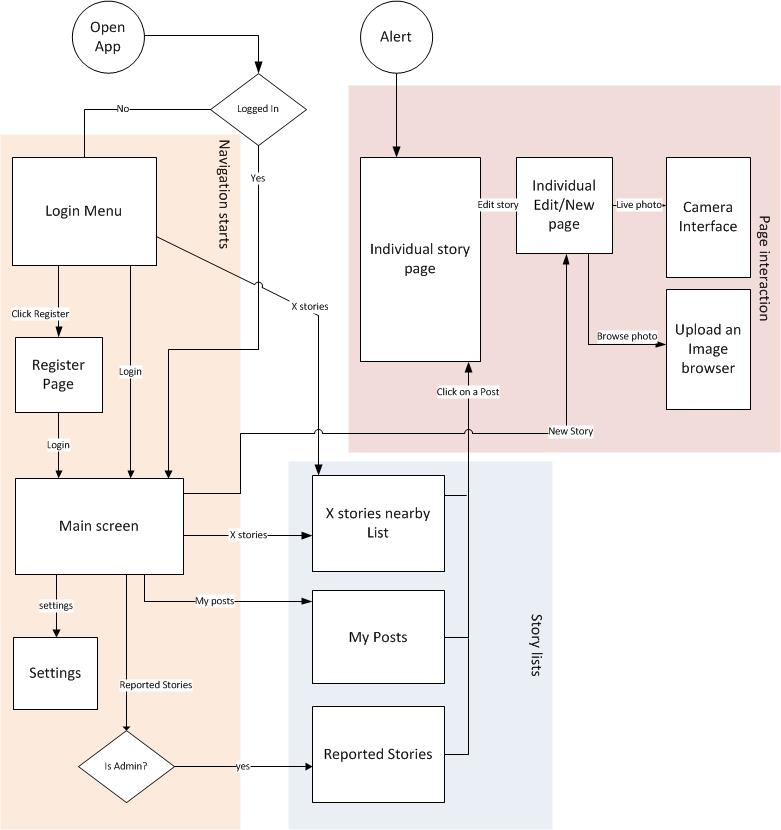 Open
App
Alert
Logged In
No
Yes
Navigation starts
Login Menu
Click Register
Register
Page
Login
Login
X stories
Individual story
page
Edit story
Individual
Edit/New
page
Live photo
Camera
Interface
Browse photo
Upload an
Image
browser
Page interaction
Click on a Post
New Story
Main screen
X stories
X stories nearby
List
settings
My posts
My Posts
Settings
Reported Stories
Story lists
Is Admin?
yes
Reported Stories